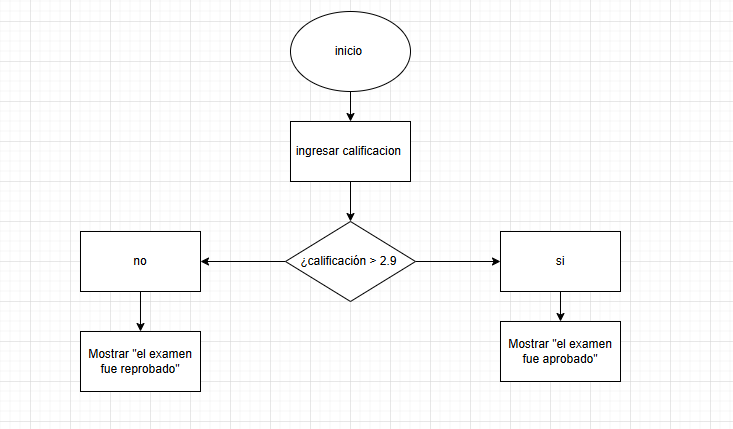 inicio
ingresar calificacion
¿calificación > 2.9
no
si
Mostrar "el examen
fue reprobado"
Mostrar "el examen
fue aprobado"